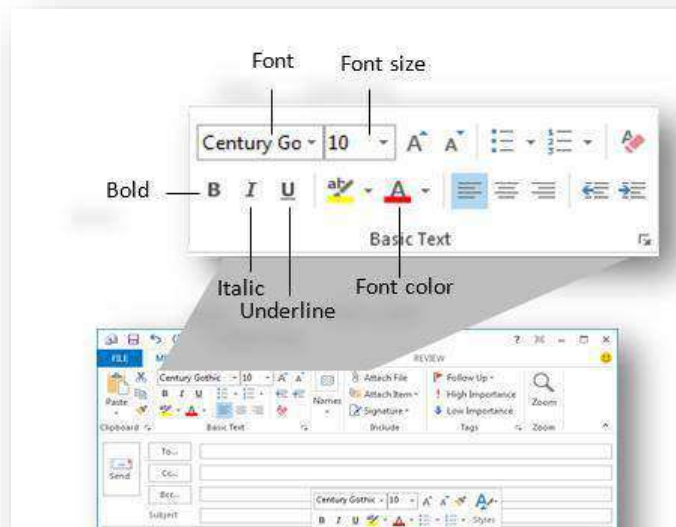 Font Font size
Century Go 10 A A
Bold B I U ab A
Basic Text
Italic Font color
Underline
? 
FILE REVIEW
Century Gothic 10 A A Attach File Follow Up
Paste B I U Names Attach Item High Importance Zoom
A Signature Low Importance
Clipboard Basic Text Include Tags Zoom
To...
Send Cc...
Bcc... Century Gothic 10 A A A
Subject B I U A Styles